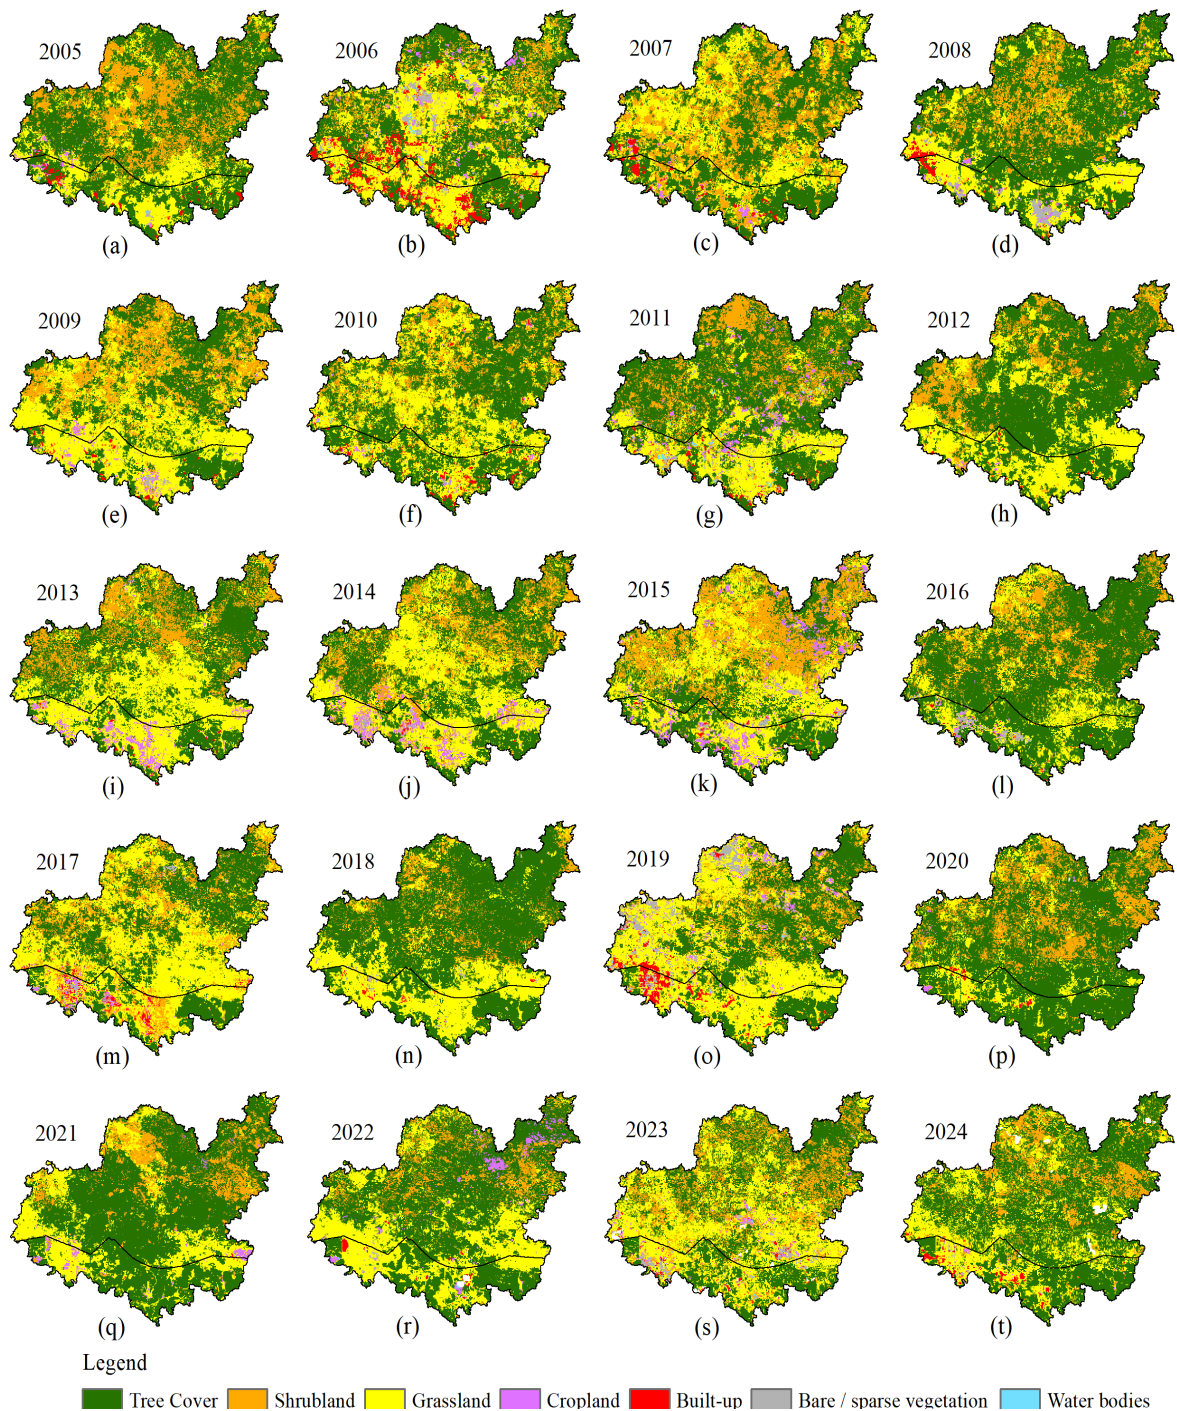 2005 2006 2007 2008
(a) (b) (c) (d)
2009 2010 2011 2012
(e) (f) (g) (h)
2013 2014 2015 2016
(i) (j) (k) (l)
2017 2018 2019 2020
(m) (n) (o) (p)
2021 2022 2023 2024
(q) (r) (s) (t)
Legend
Tree Cover Shrubland Grassland Cropland Built-up Bare / sparse vegetation Water bodies